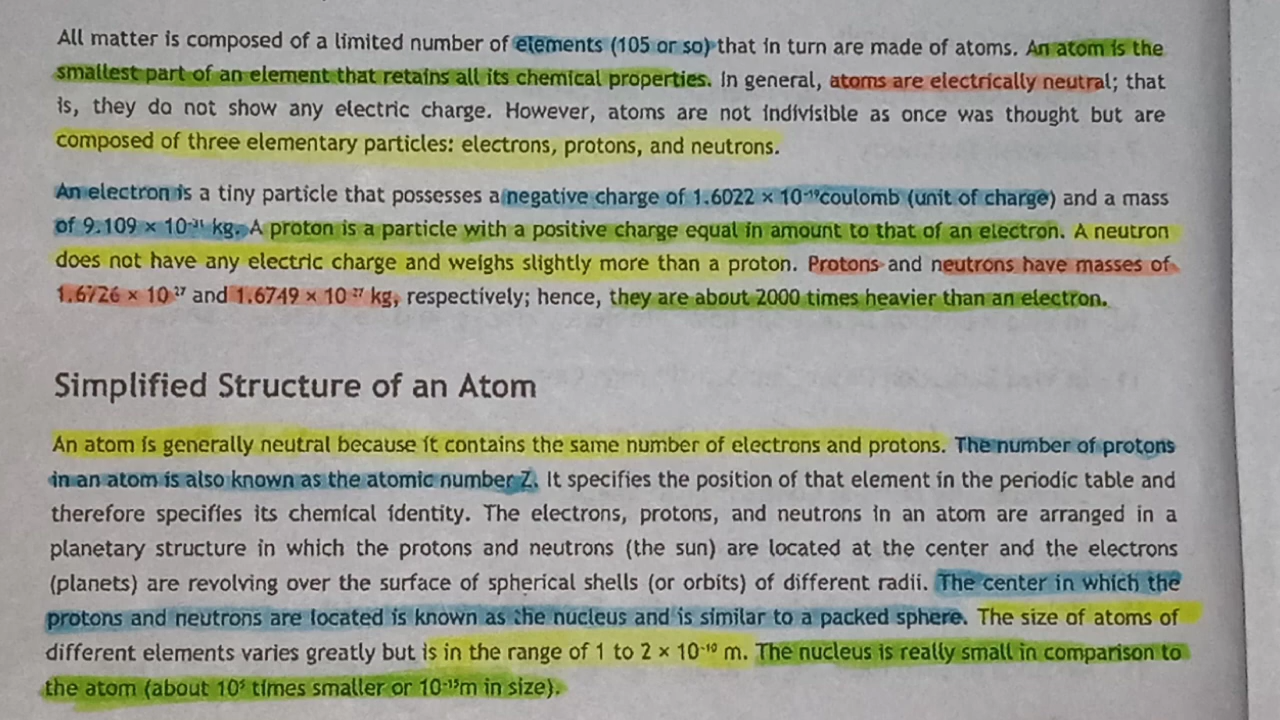 All matter is composed of a limited number of elements (105 or so) that in turn are made of atoms. An atom is the
smallest part of an element that retains all its chemical properties. In general, atoms are electrically neutral; that
is, they do not show any electric charge. However, atoms are not indivisible as once was thought but are
composed of three elementary particles: electrons, protons, and neutrons.
An electron is a tiny particle that possesses a negative charge of 1.6022 × 10⁻¹⁹coulomb (unit of charge) and a mass
of 9.109 × 10⁻³¹ kg. A proton is a particle with a positive charge equal in amount to that of an electron. A neutron
does not have any electric charge and weighs slightly more than a proton. Protons and neutrons have masses of
1.6726 × 10⁻²⁷ and 1.6749 × 10⁻²⁷ kg, respectively; hence, they are about 2000 times heavier than an electron.
Simplified Structure of an Atom
An atom is generally neutral because it contains the same number of electrons and protons. The number of protons
in an atom is also known as the atomic number Z. It specifies the position of that element in the periodic table and
therefore specifies its chemical identity. The electrons, protons, and neutrons in an atom are arranged in a
planetary structure in which the protons and neutrons (the sun) are located at the center and the electrons
(planets) are revolving over the surface of spherical shells (or orbits) of different radii. The center in which the
protons and neutrons are located is known as the nucleus and is similar to a packed sphere. The size of atoms of
different elements varies greatly but is in the range of 1 to 2 × 10⁻¹⁰ m. The nucleus is really small in comparison to
the atom (about 10⁵ times smaller or 10⁻¹⁵m in size).